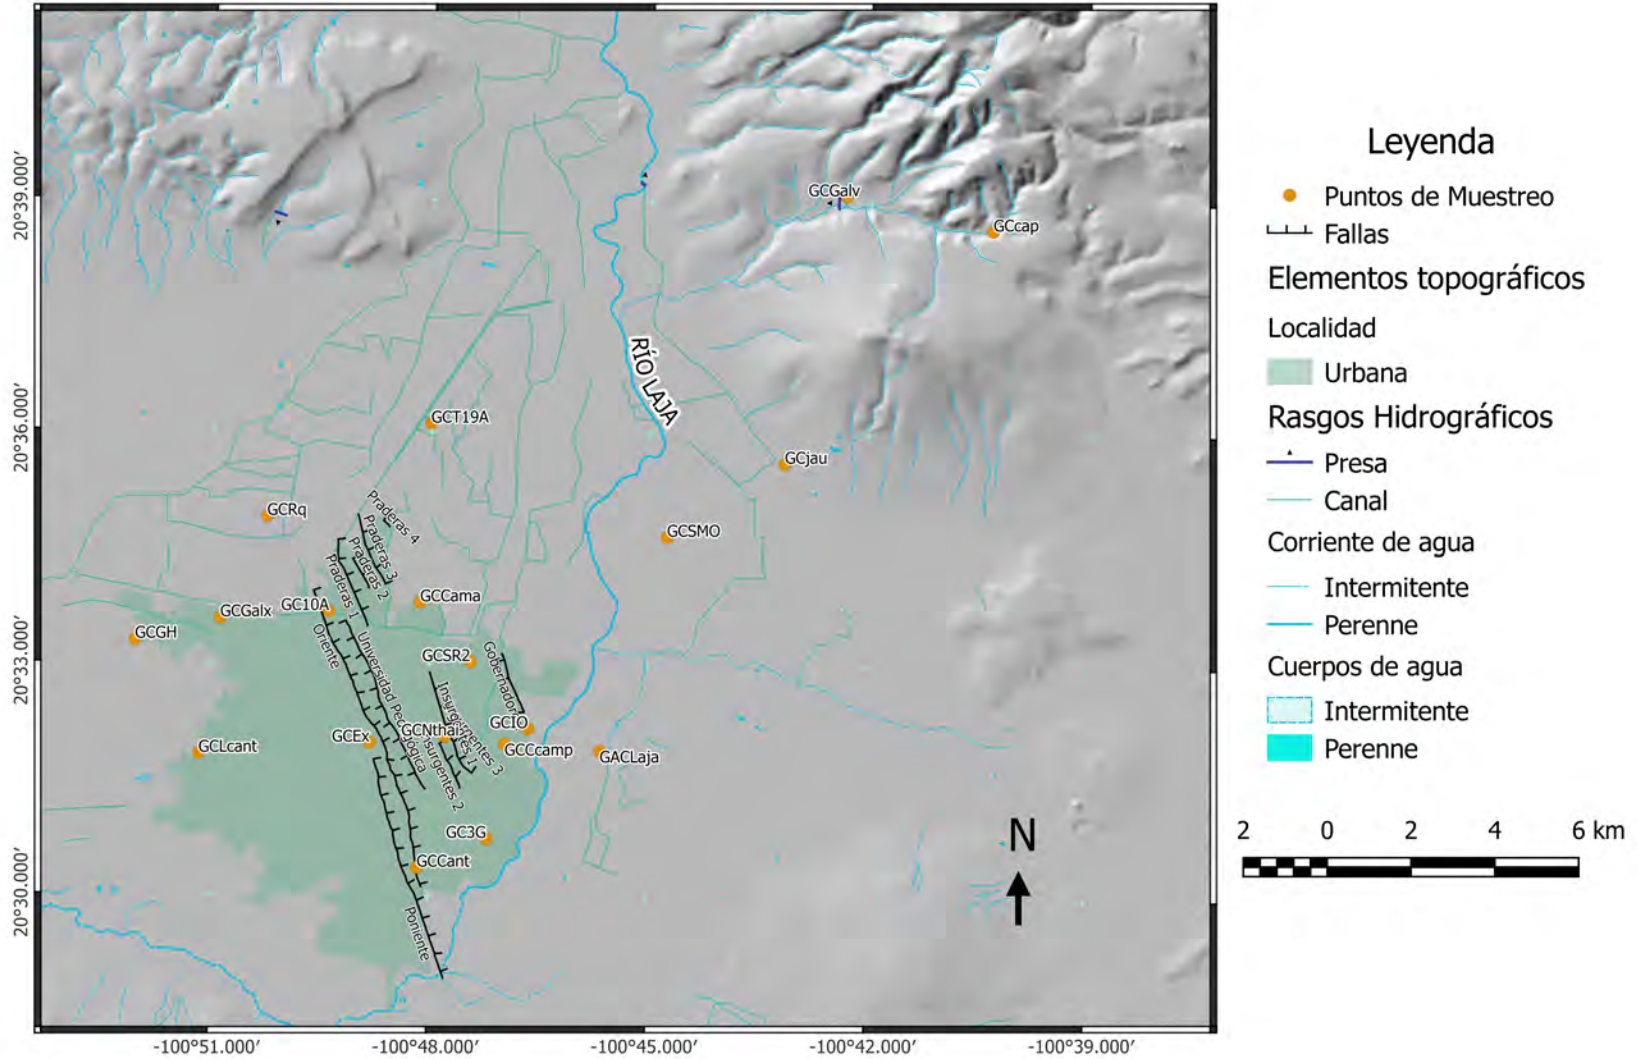 20°39.000'
20°36.000'
20°33.000'
20°30.000'
GCGalv
GCcap
RÍO LAJA
GCT19A
GCjau
GCRq
Praderas 4
Praderas 3
Praderas 2
Praderas 1
GCSMO
GCCama
GC10A
GCGalx
GCGH
Oriente
Universidad Pedagógica
GCSR2
Gobernadores 1
Insurgentes 3
Insurgentes 2
GCIO
GCNthai
GCEx
GCCcamp
GACLaja
GCLcant
GC3G
GCCant
Poniente
N
-100°51.000'
-100°48.000'
-100°45.000'
-100°42.000'
-100°39.000'
Leyenda
Puntos de Muestreo
Fallas
Elementos topográficos
Localidad
Urbana
Rasgos Hidrográficos
Presa
Canal
Corriente de agua
Intermitente
Perenne
Cuerpos de agua
Intermitente
Perenne
2 0 2 4 6 km